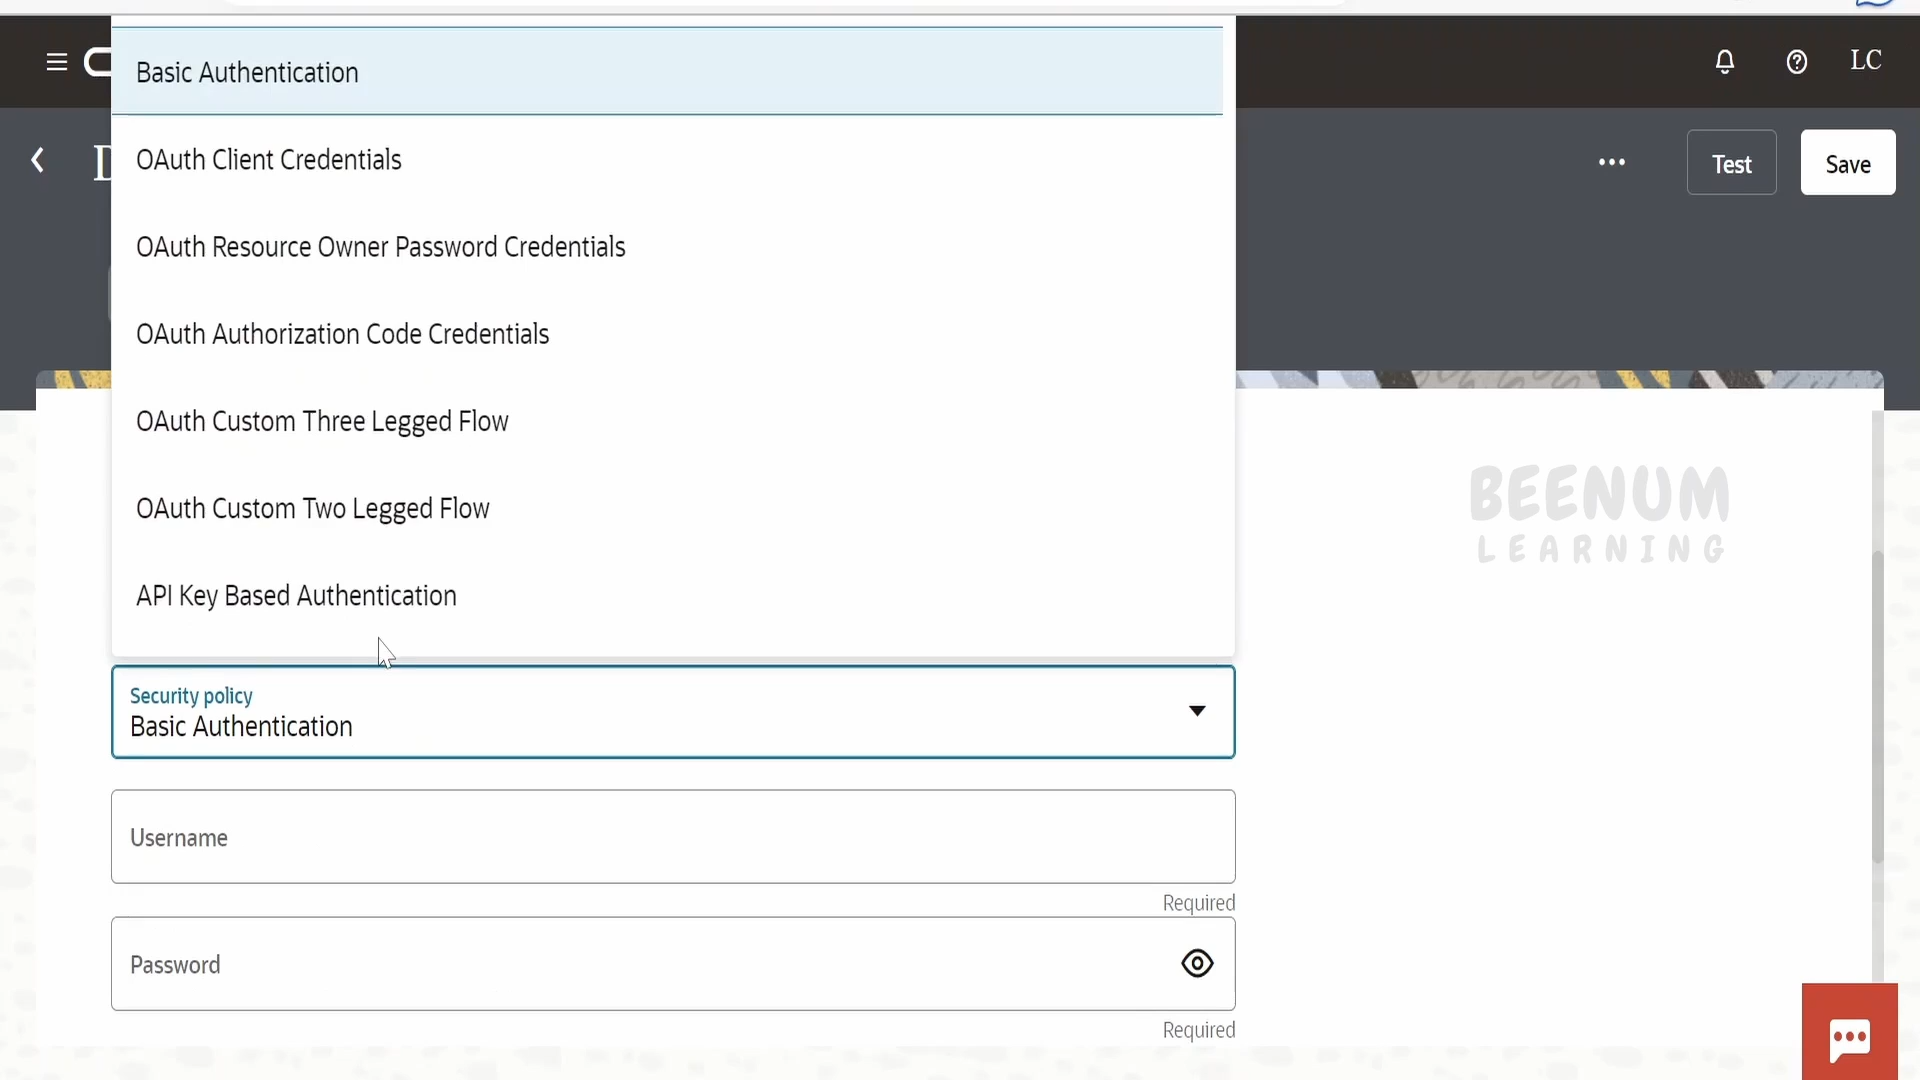 Basic Authentication
LC
OAuth Client Credentials
D
Test
Save
OAuth Resource Owner Password Credentials
OAuth Authorization Code Credentials
OAuth Custom Three Legged Flow
BEENUM
LEARNING
OAuth Custom Two Legged Flow
API Key Based Authentication
Security policy
Basic Authentication
Username
Required
Password
Required